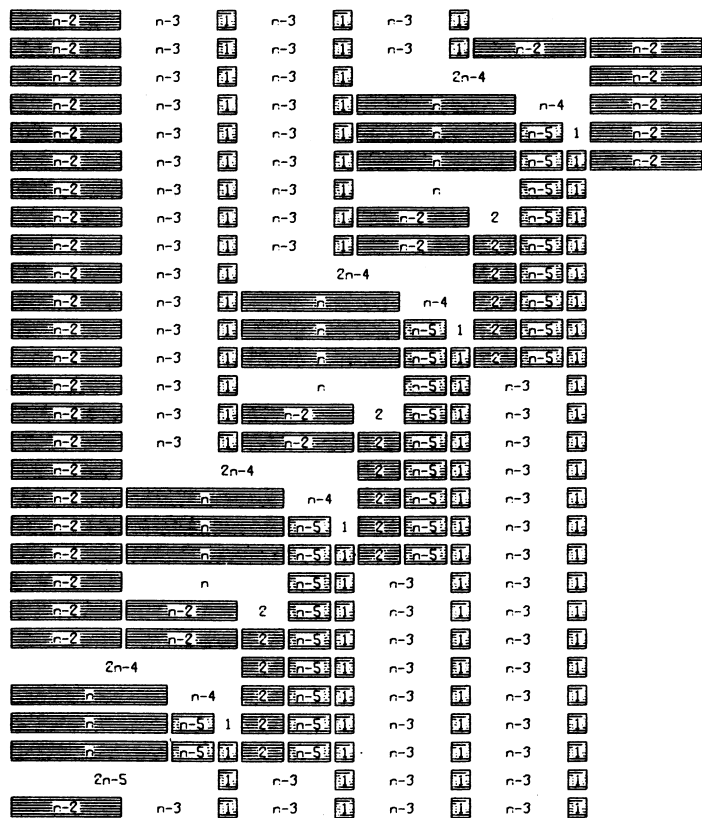 n-2 n-3 1 n-3 1 n-3 1
n-2 n-3 1 n-3 1 n-3 1 n-2 n-2
n-2 n-3 1 n-3 1 2n-4 n-2
n-2 n-3 1 n-3 1 n n-4 n-2
n-2 n-3 1 n-3 1 n n-5 1 n-2
n-2 n-3 1 n-3 1 n n-5 1 n-2
n-2 n-3 1 n-3 1 n n-5 1
n-2 n-3 1 n-3 1 n-2 2 n-5 1
n-2 n-3 1 n-3 1 n-2 2 n-5 1
n-2 n-3 1 2n-4 2 n-5 1
n-2 n-3 1 n n-4 2 n-5 1
n-2 n-3 1 n n-5 1 2 n-5 1
n-2 n-3 1 n n-5 1 2 n-5 1
n-2 n-3 1 n n-5 1 n-3 1
n-2 n-3 1 n-2 2 n-5 1 n-3 1
n-2 n-3 1 n-2 2 n-5 1 n-3 1
n-2 2n-4 2 n-5 1 n-3 1
n-2 n n-4 2 n-5 1 n-3 1
n-2 n n-5 1 2 n-5 1 n-3 1
n-2 n n-5 1 2 n-5 1 n-3 1
n-2 n n-5 1 n-3 1 n-3 1
n-2 n-2 2 n-5 1 n-3 1 n-3 1
n-2 n-2 2 n-5 1 n-3 1 n-3 1
2n-4 2 n-5 1 n-3 1 n-3 1
n n-4 2 n-5 1 n-3 1 n-3 1
n n-5 1 2 n-5 1 n-3 1 n-3 1
n n-5 1 2 n-5 1 n-3 1 n-3 1
2n-5 1 n-3 1 n-3 1 n-3 1
n-2 n-3 1 n-3 1 n-3 1 n-3 1